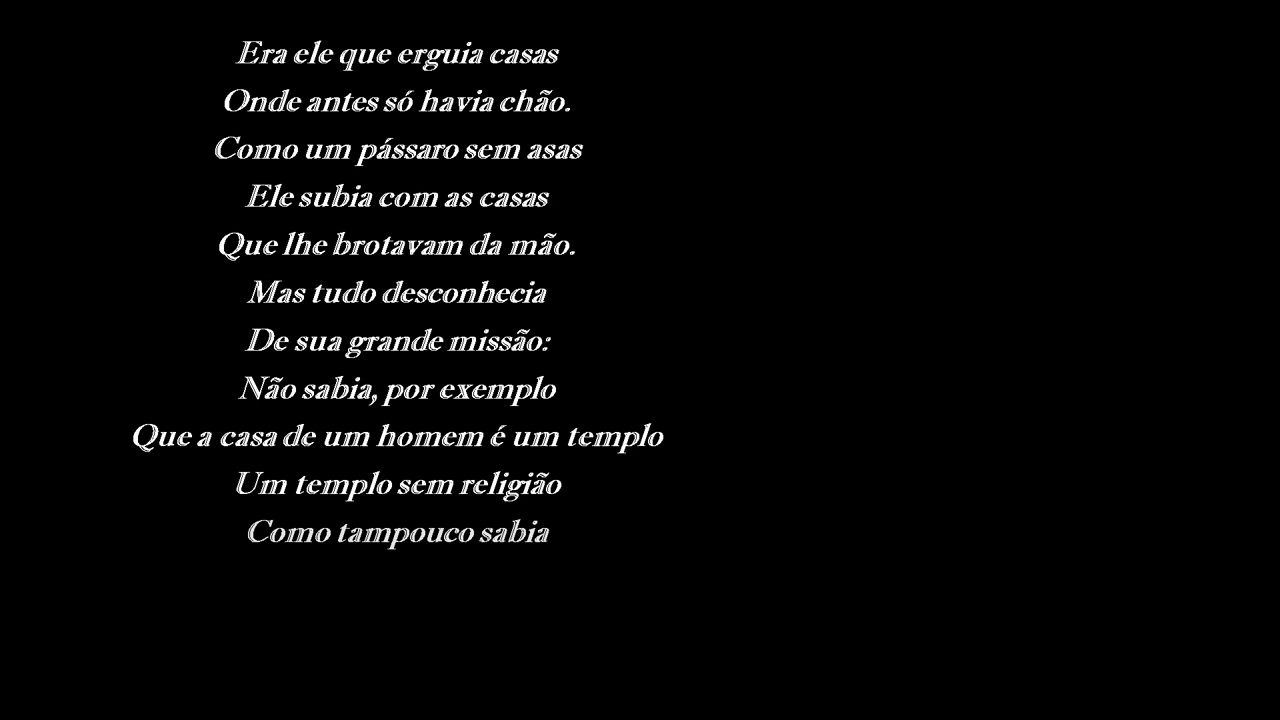 Era ele que erguia casas
Onde antes só havia chão.
Como um pássaro sem asas
Ele subia com as casas
Que lhe brotavam da mão.
Mas tudo desconhecia
De sua grande missão:
Não sabia, por exemplo
Que a casa de um homem é um templo
Um templo sem religião
Como tampouco sabia